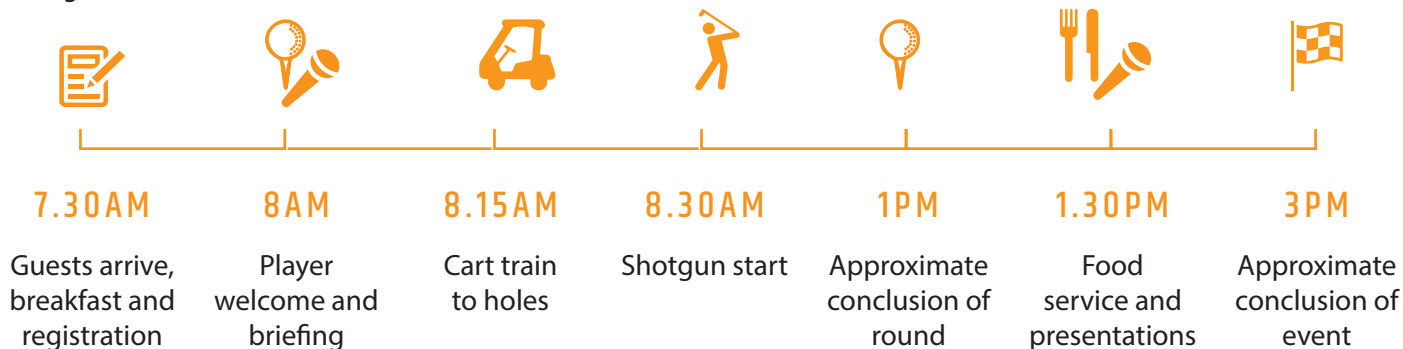 7.30AM
8AM
8.15AM
8.30AM
1PM
1.30PM
3PM
Guests arrive,
breakfast and
registration
Player
welcome and
briefing
Cart train
to holes
Shotgun start
Approximate
conclusion of
round
Food
service and
presentations
Approximate
conclusion of
event